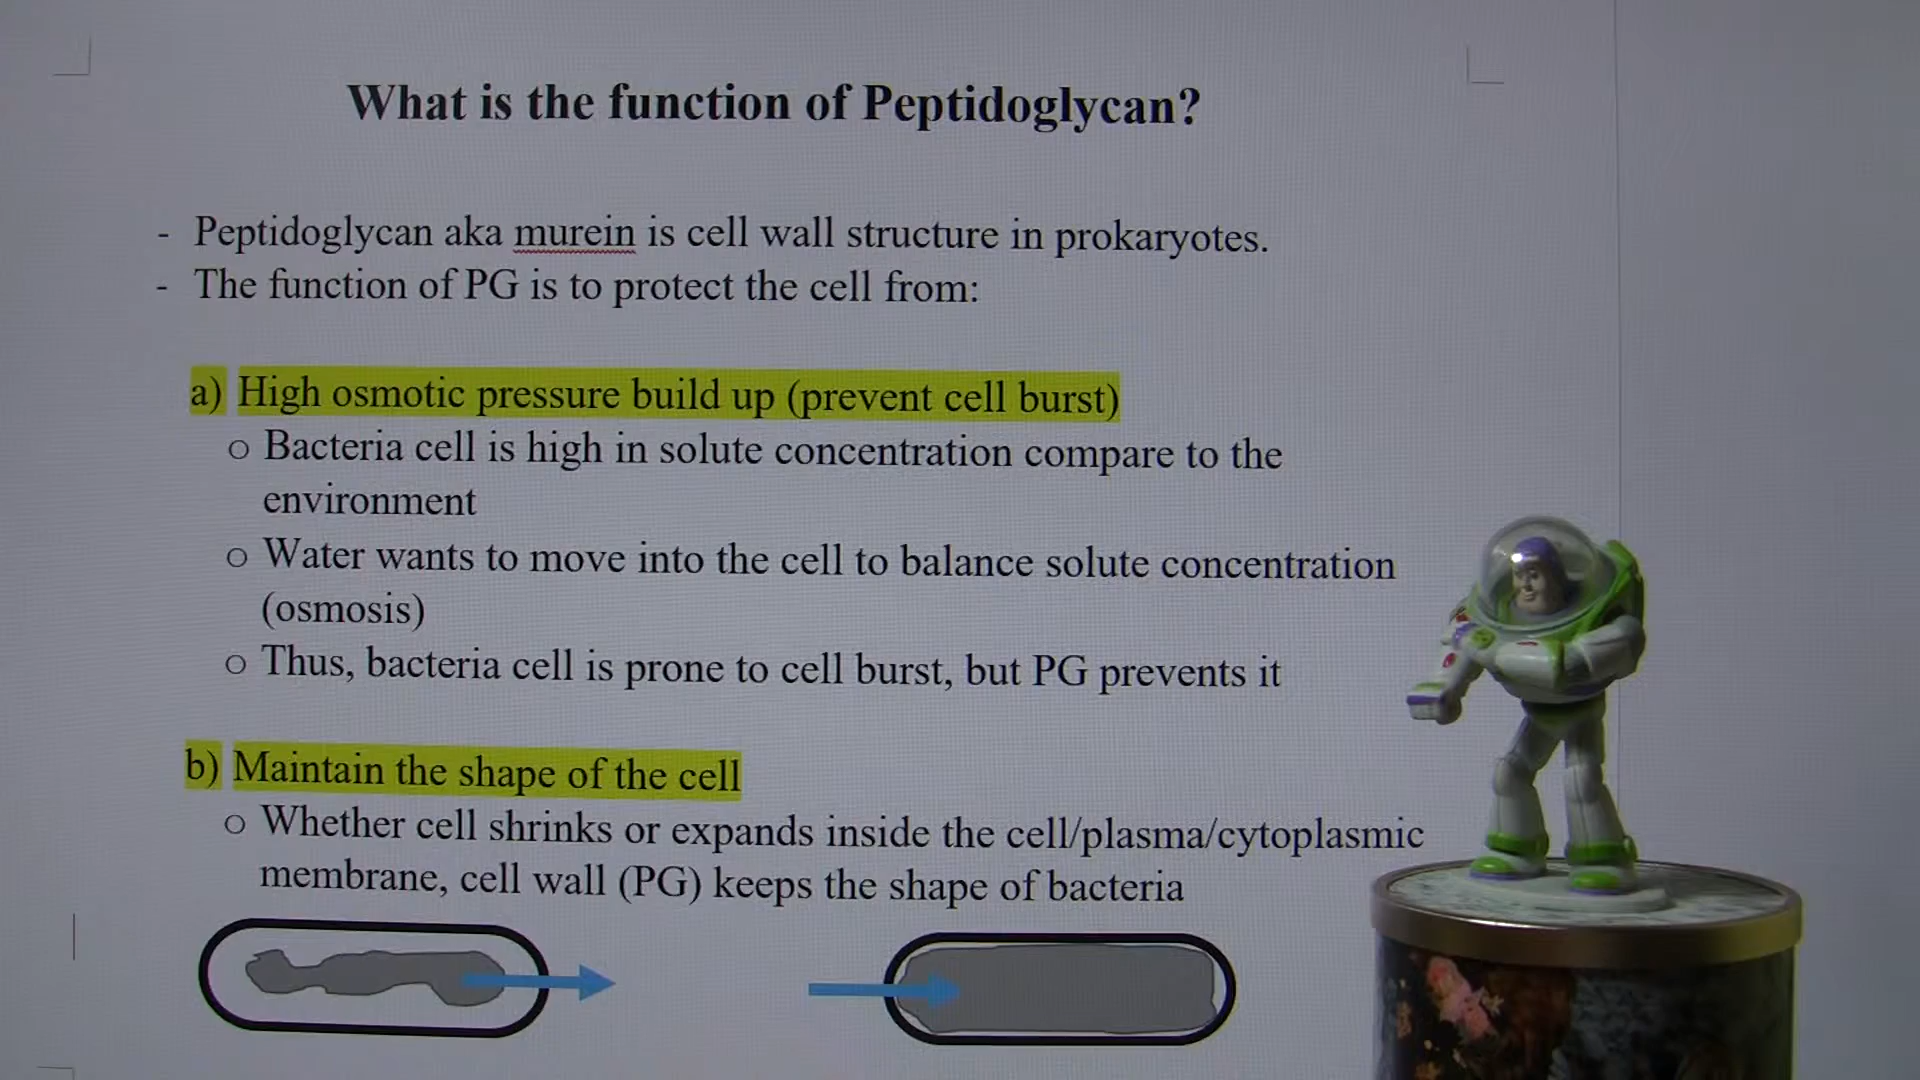 What is the function of Peptidoglycan?
- Peptidoglycan aka murein is cell wall structure in prokaryotes.
- The function of PG is to protect the cell from:
a) High osmotic pressure build up (prevent cell burst)
o Bacteria cell is high in solute concentration compare to the
environment
o Water wants to move into the cell to balance solute concentration
(osmosis)
o Thus, bacteria cell is prone to cell burst, but PG prevents it
b) Maintain the shape of the cell
o Whether cell shrinks or expands inside the cell/plasma/cytoplasmic
membrane, cell wall (PG) keeps the shape of bacteria